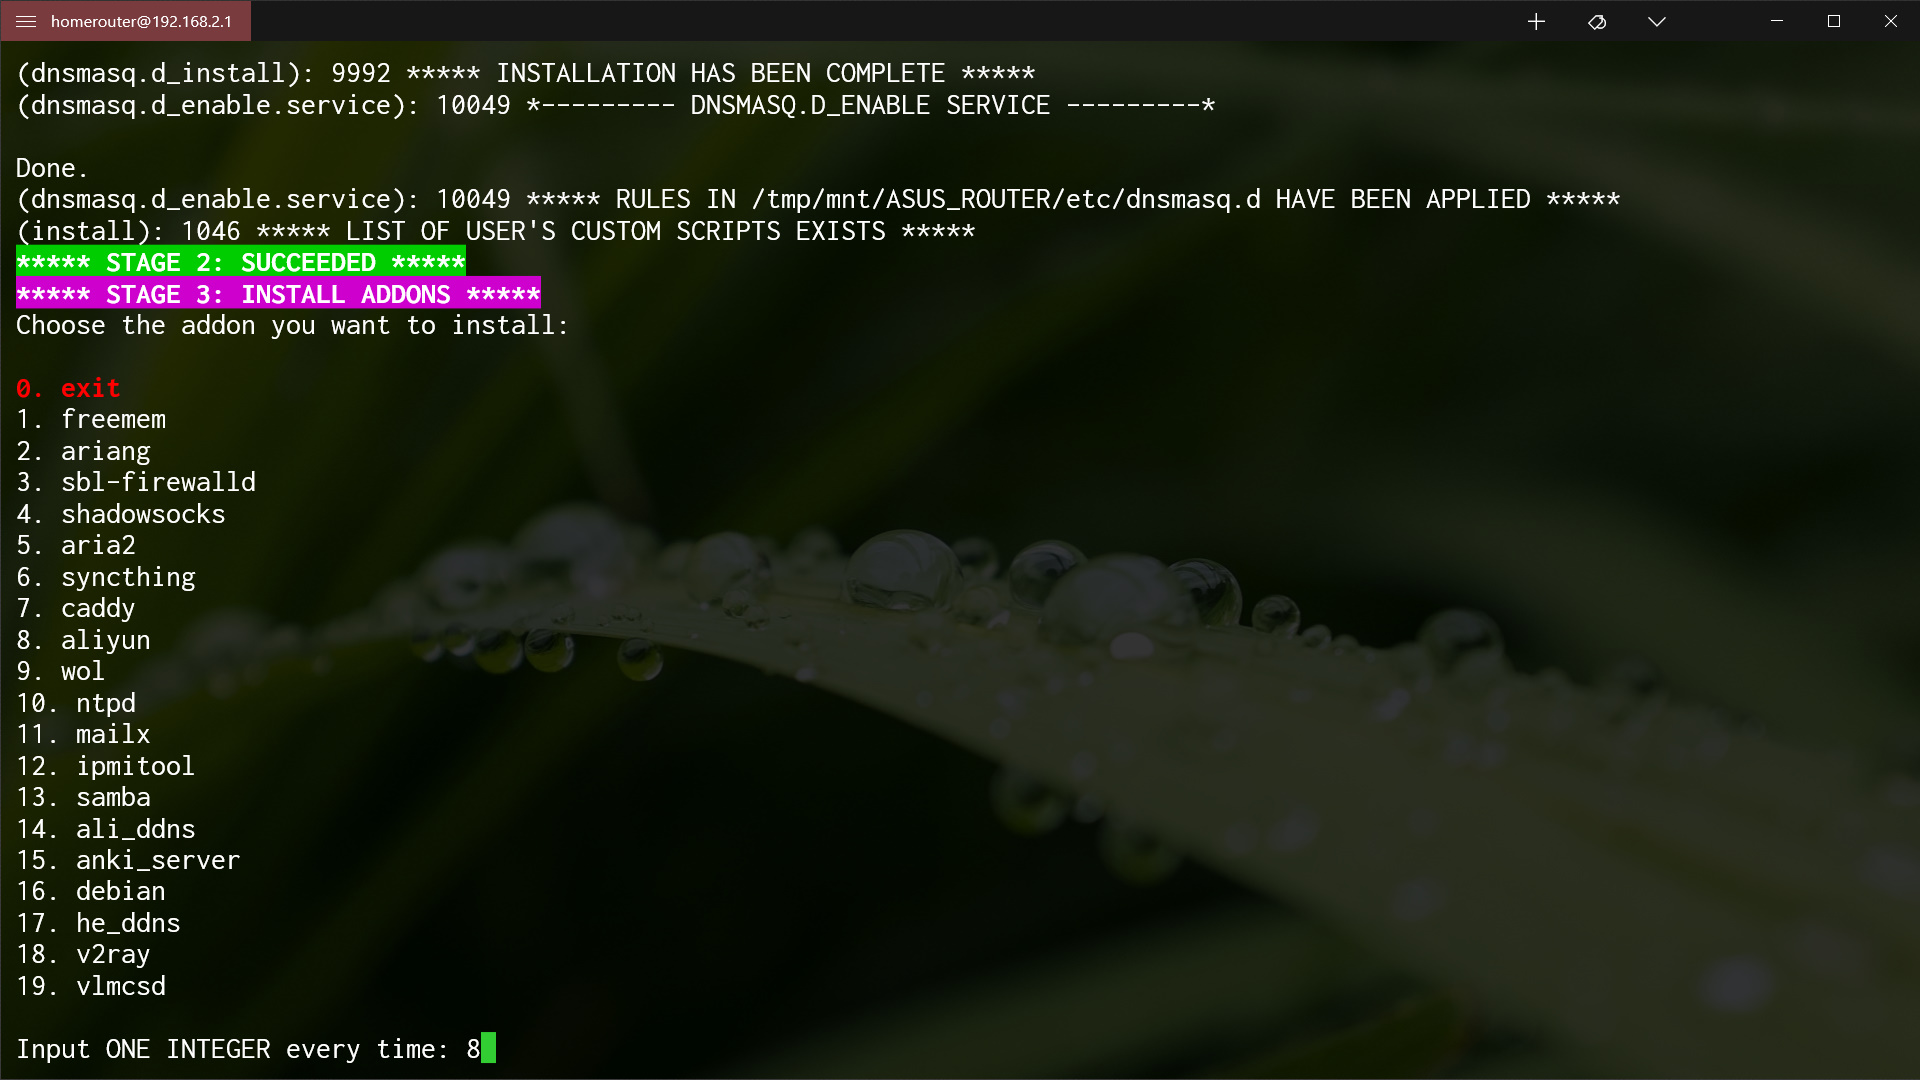 homerouter@192.168.2.1
(dnsmasq.d_install): 9992 ***** INSTALLATION HAS BEEN COMPLETE *****
(dnsmasq.d_enable.service): 10049 *--------- DNSMASQ.D_ENABLE SERVICE ---------*
Done.
(dnsmasq.d_enable.service): 10049 ***** RULES IN /tmp/mnt/ASUS_ROUTER/etc/dnsmasq.d HAVE BEEN APPLIED *****
(install): 1046 ***** LIST OF USER'S CUSTOM SCRIPTS EXISTS *****
***** STAGE 2: SUCCEEDED *****
***** STAGE 3: INSTALL ADDONS *****
Choose the addon you want to install:
0. exit
1. freemem
2. ariang
3. sbl-firewalld
4. shadowsocks
5. aria2
6. syncthing
7. caddy
8. aliyun
9. wol
10. ntpd
11. mailx
12. ipmitool
13. samba
14. ali_ddns
15. anki_server
16. debian
17. he_ddns
18. v2ray
19. vlmcsd
Input ONE INTEGER every time: 8